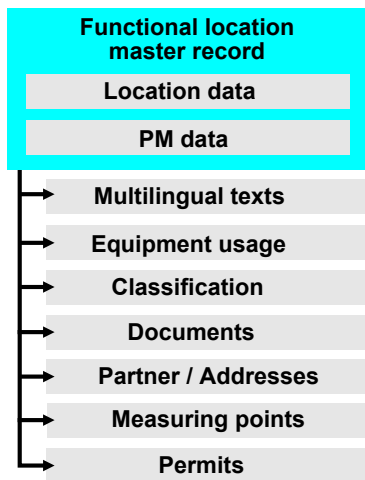 Functional location
master record
Location data
PM data
Multilingual texts
Equipment usage
Classification
Documents
Partner / Addresses
Measuring points
Permits